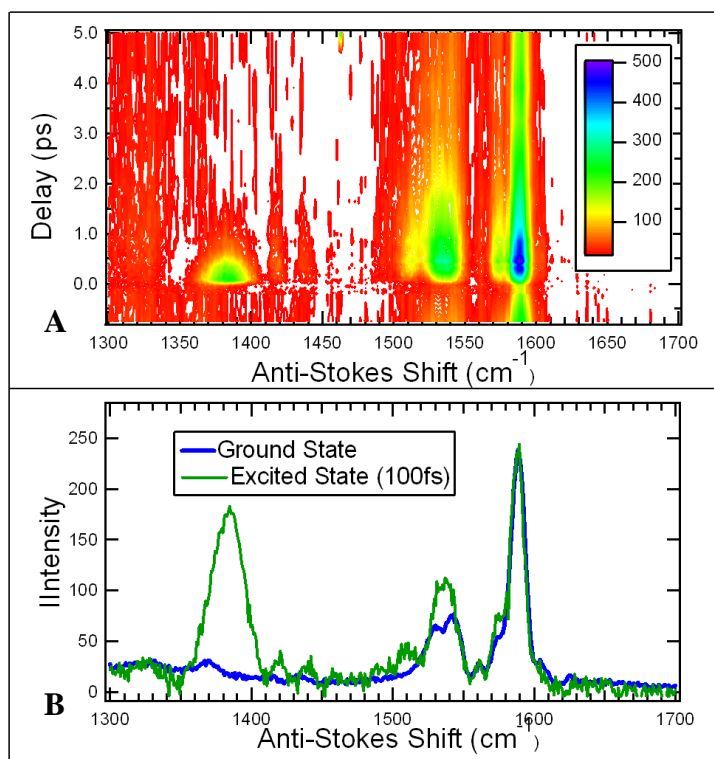 5.0
4.0
3.0
2.0
1.0
0.0
Delay (ps)
500
400
300
200
100
A
1300 1350 1400 1450 1500 1550 1600 1650 1700
Anti-Stokes Shift (cm-1)
250
200
150
100
50
0
IIntensity
Ground State
Excited State (100fs)
B
1300 1400 1500 1600 1700
Anti-Stokes Shift (cm-1)